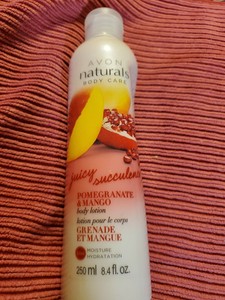 AVON
naturals
BODY CARE
juicy succulent
POMEGRANATE
& MANGO
body lotion
lotion pour le corps
GRENADE
ET MANGUE
MOISTURE
HYDRATATION
250 ml 8.4 fl. oz.